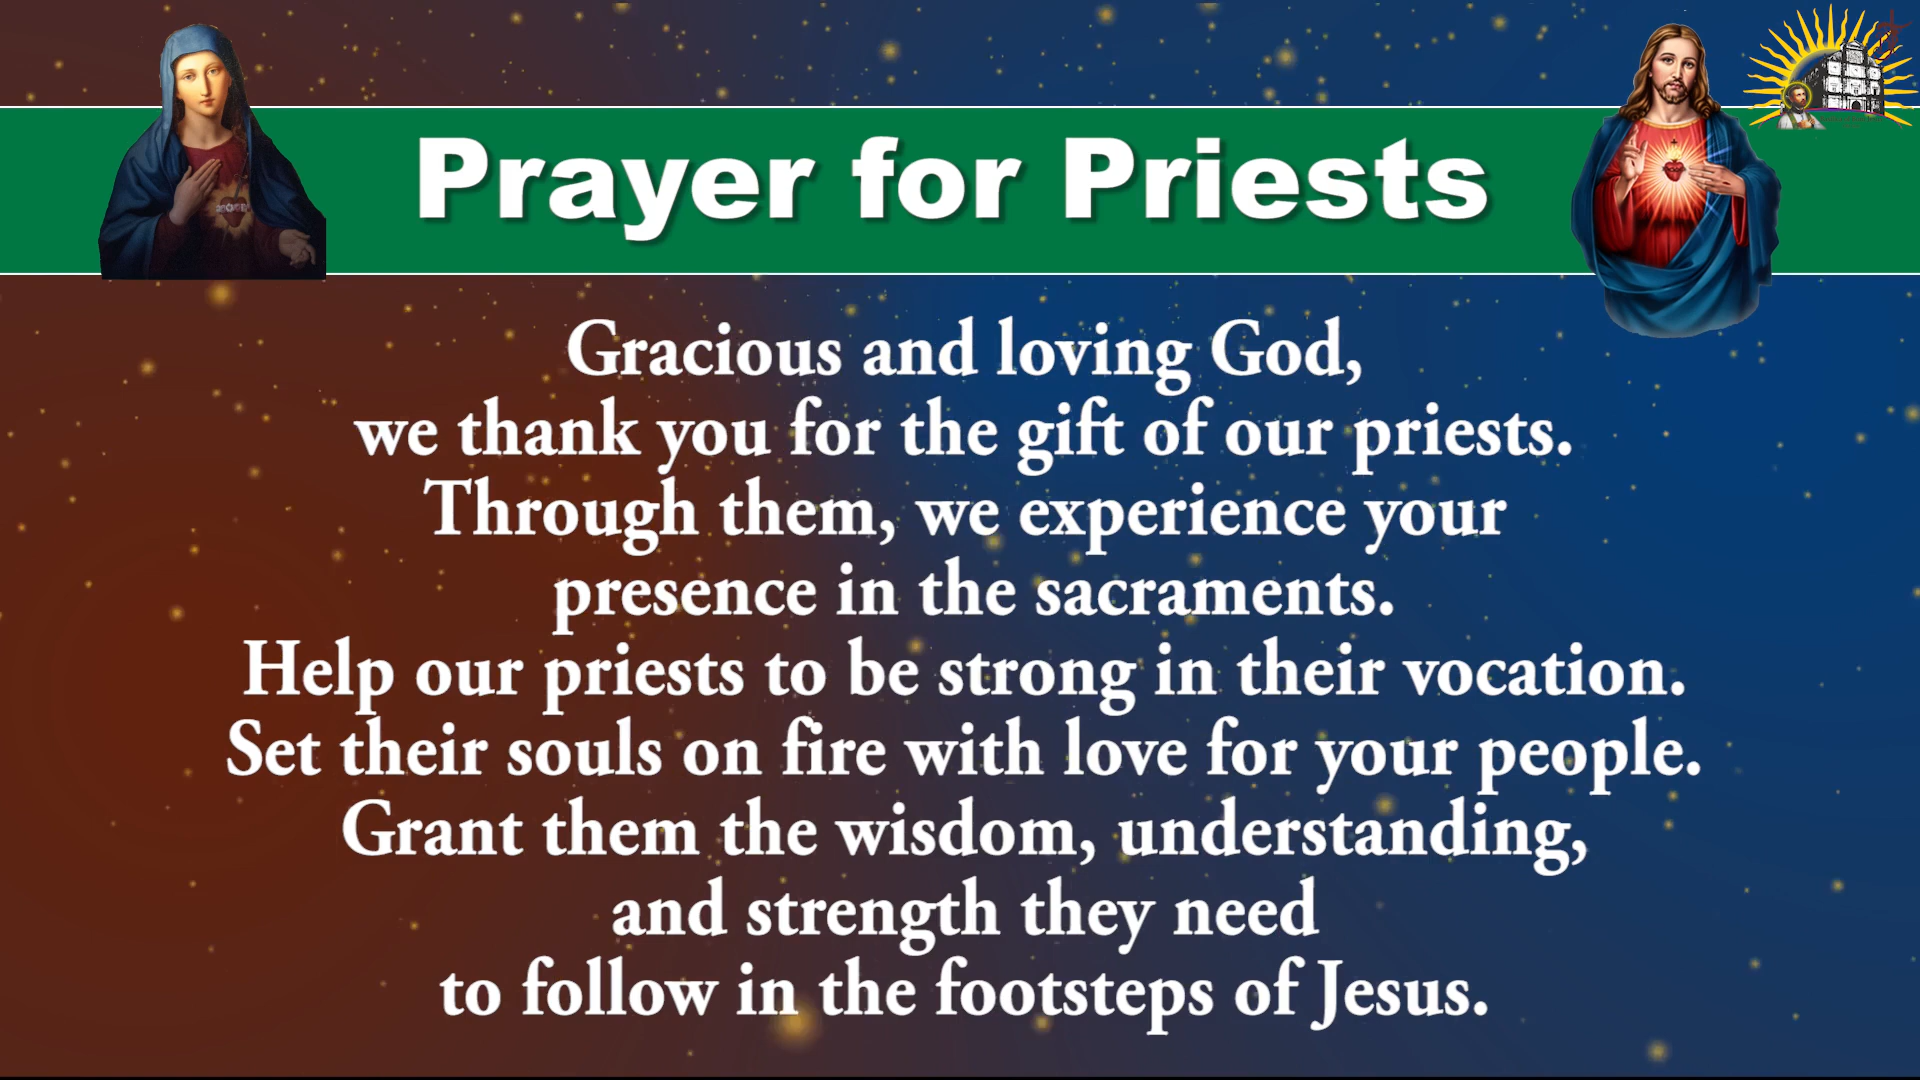 Prayer for Priests
Gracious and loving God,
we thank you for the gift of our priests.
Through them, we experience your
presence in the sacraments.
Help our priests to be strong in their vocation.
Set their souls on fire with love for your people.
Grant them the wisdom, understanding,
and strength they need
to follow in the footsteps of Jesus.